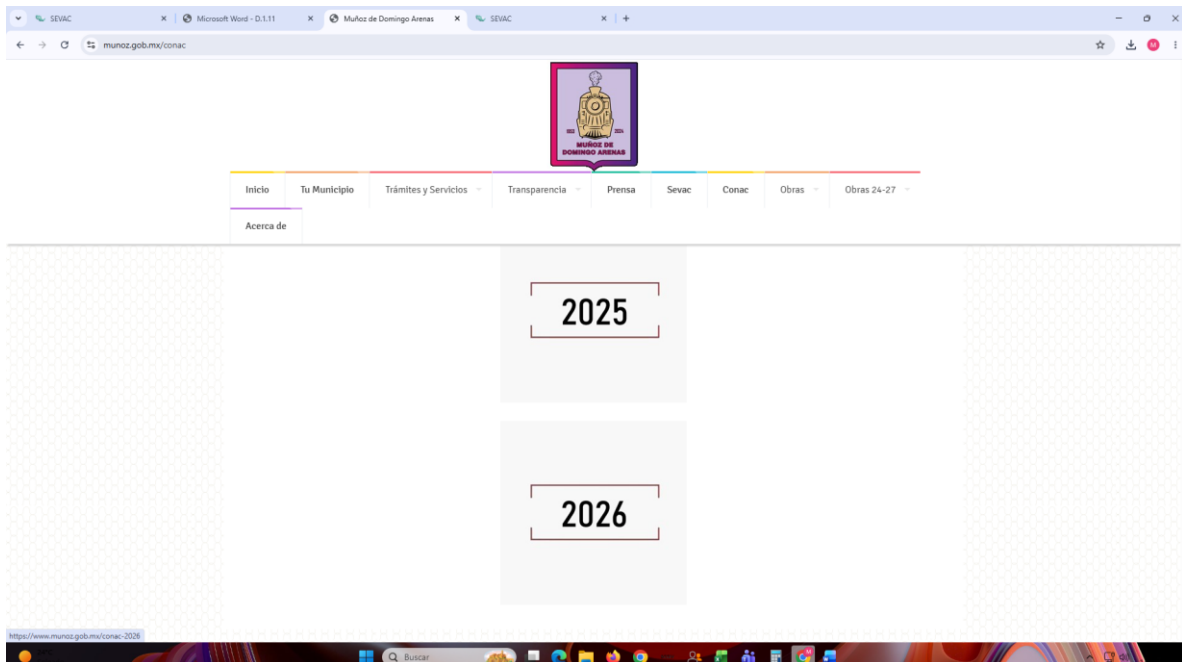 SEVAC
Microsoft Word - D.1.11
Muñoz de Domingo Arenas
SEVAC
munoz.gob.mx/conac
M
MUÑOZ DE
DOMINGO ARENAS
Inicio
Tu Municipio
Trámites y Servicios
Transparencia
Prensa
Sevac
Conac
Obras
Obras 24-27
Acerca de
2025
2026
https://www.munoz.gob.mx/conac-2026
Buscar